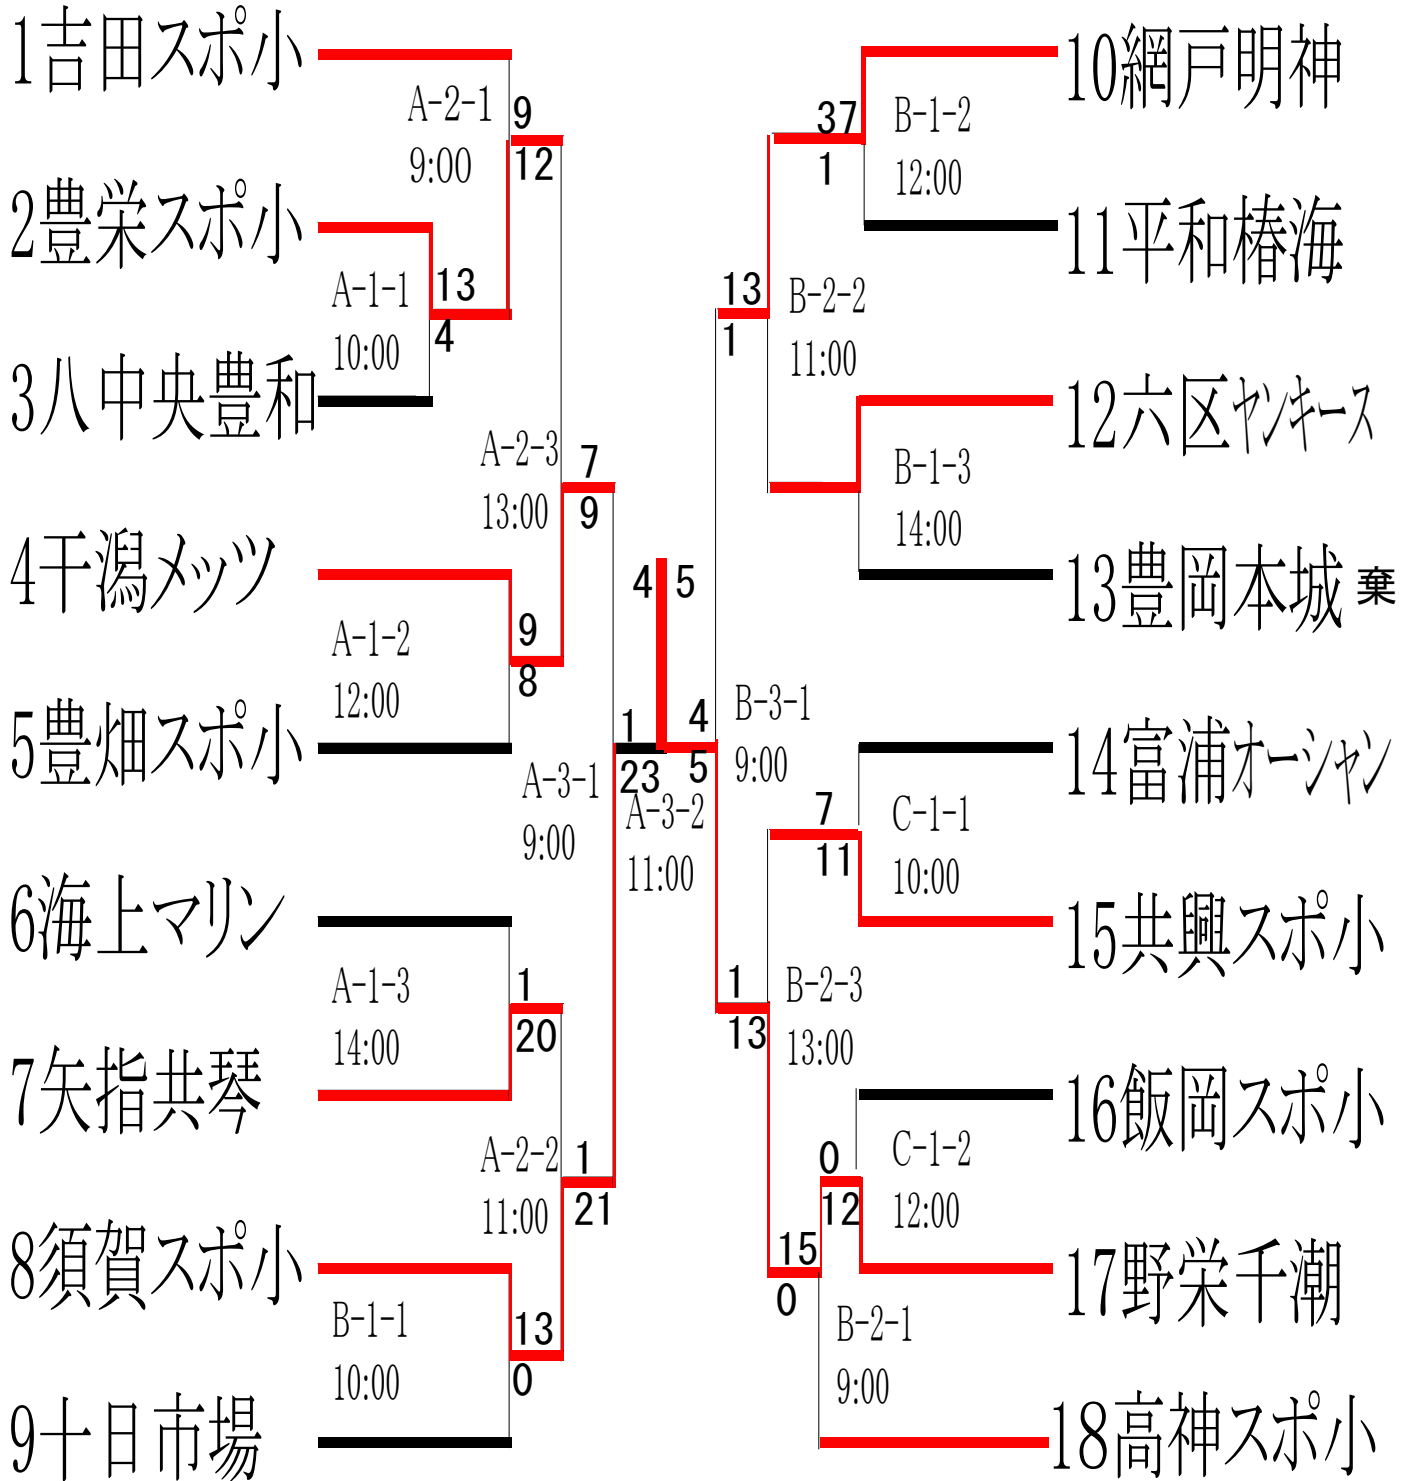 1吉田スポ小
A-2-1
9:00
9
12
2豊栄スポ小
A-1-1
10:00
13
4
3八中央豊和
A-2-3
13:00
7
9
4干潟メッツ
A-1-2
12:00
9
8
5豊畑スポ小
A-3-1
9:00
1
23
A-3-2
11:00
4
5
6海上マリン
A-1-3
14:00
1
20
7矢指共琴
A-2-2
11:00
1
21
8須賀スポ小
B-1-1
10:00
13
0
9十日市場
10網戸明神
37
1
B-1-2
12:00
11平和椿海
13
1
B-2-2
11:00
12六区ヤンキース
B-1-3
14:00
13豊岡本城 棄
4
5
B-3-1
9:00
14富浦オーシャン
7
11
C-1-1
10:00
15共興スポ小
1
13
B-2-3
13:00
16飯岡スポ小
0
12
C-1-2
12:00
17野栄千潮
15
0
B-2-1
9:00
18高神スポ小